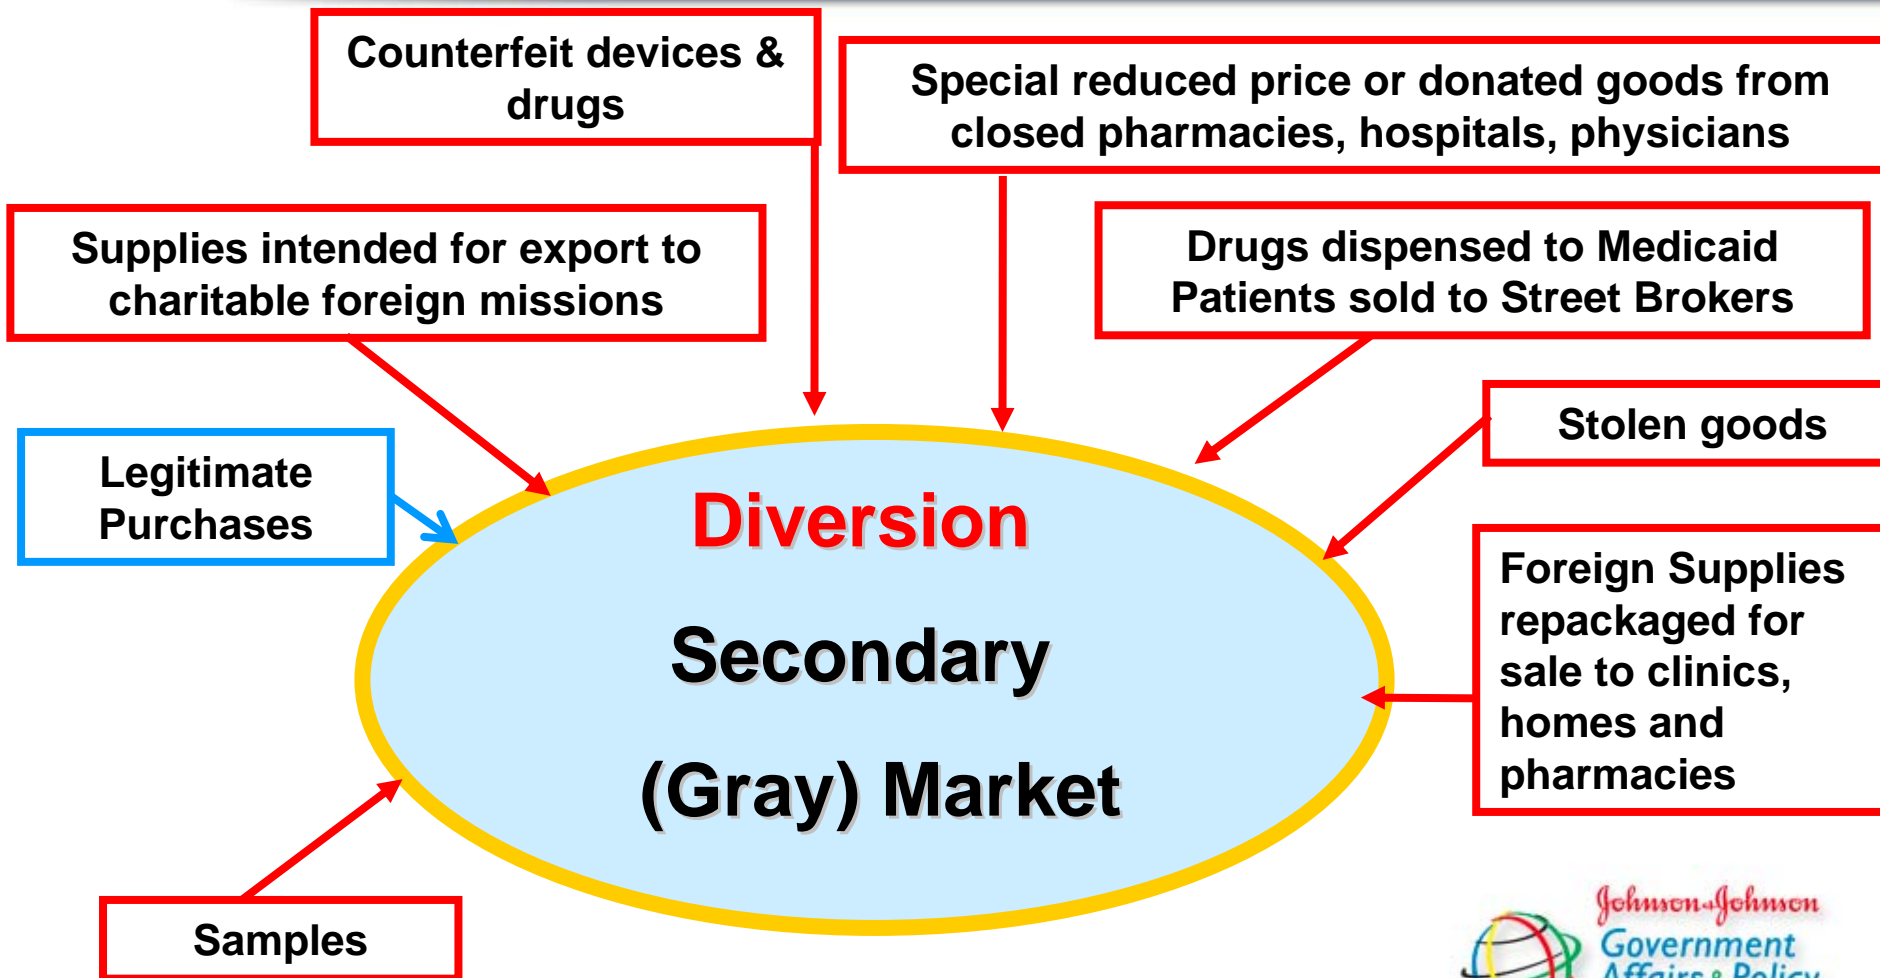 Counterfeit devices &
drugs
Special reduced price or donated goods from
closed pharmacies, hospitals, physicians
Supplies intended for export to
charitable foreign missions
Drugs dispensed to Medicaid
Patients sold to Street Brokers
Legitimate
Purchases
Stolen goods
Diversion
Secondary
(Gray) Market
Foreign Supplies
repackaged for
sale to clinics,
homes and
pharmacies
Samples
Johnson & Johnson
Government
Affairs & Policy